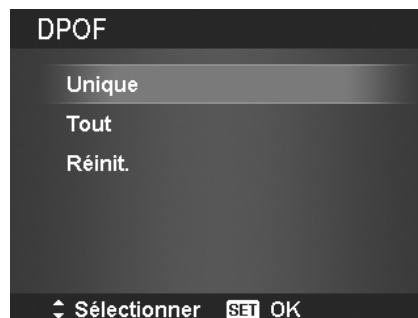 DPOF
Unique
Tout
Réinit.
Sélectionner SET OK